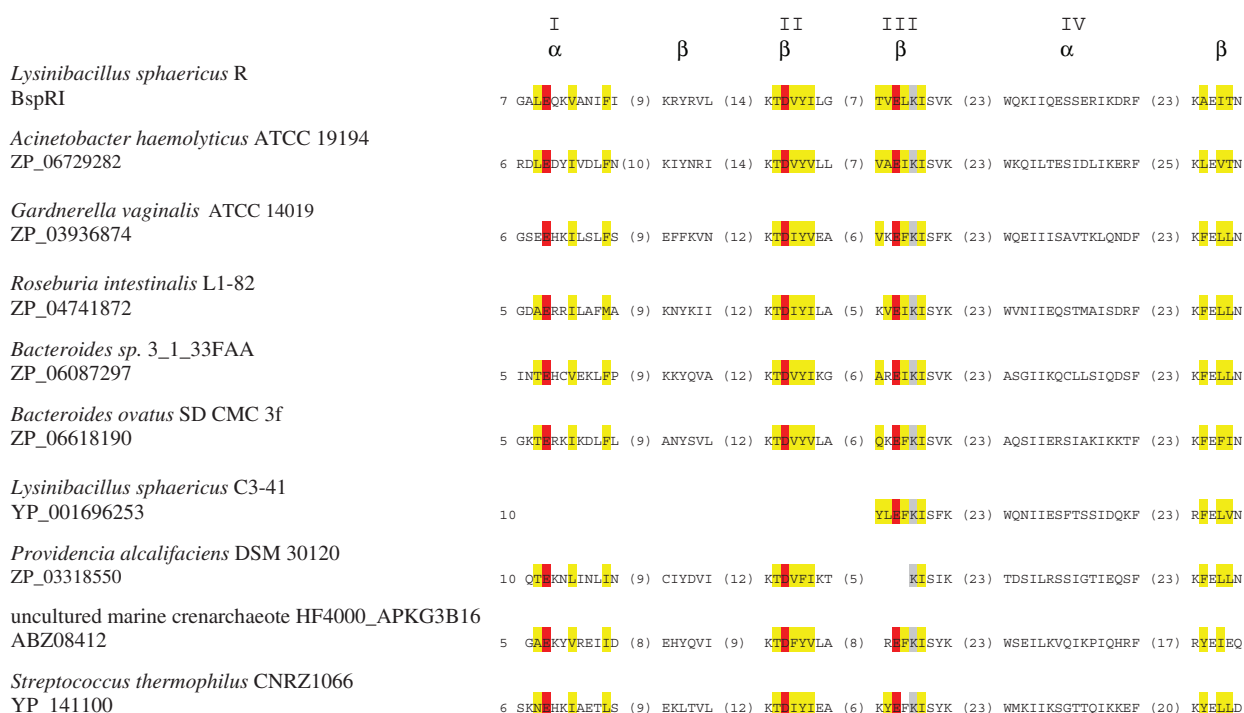 I II III IV
α β β β α β
Lysinibacillus sphaericus R
BspRI 7 GALEQKVANIFI (9) KRYRVL (14) KTDVYILG (7) TVELKISVK (23) WQKIIQESSERIKDRF (23) KAEITN
Acinetobacter haemolyticus ATCC 19194
ZP_06729282 6 RDLEDYIVDLFN(10) KIYNRI (14) KTDVYVLL (7) VAEIKISVK (23) WKQILTESIDLIKERF (25) KLEVTN
Gardnerella vaginalis ATCC 14019
ZP_03936874 6 GSEEHKILSLFS (9) EFFKVN (12) KTDIYVEA (6) VKEFKISFK (23) WQEIIISAVTKLQNDF (23) KFELLN
Roseburia intestinalis L1-82
ZP_04741872 5 GDAERRILAFMA (9) KNYKII (12) KTDIYILA (5) KVEIKISYK (23) WVNIIEQSTMAISDRF (23) KFELLN
Bacteroides sp. 3_1_33FAA
ZP_06087297 5 INTEHCVEKLFP (9) KKYQVA (12) KTDVYIKG (6) AREIKISVK (23) ASGIIKQCLLSIQDSF (23) KFELLN
Bacteroides ovatus SD CMC 3f
ZP_06618190 5 GKTERKIKDLFL (9) ANYSVL (12) KTDVYVLA (6) QKEFKISVK (23) AQSIIERSIAKIKKTF (23) KFEFIN
Lysinibacillus sphaericus C3-41
YP_001696253 10 YLEFKISFK (23) WQNIIESFTSSIDQKF (23) RFELVN
Providencia alcalifaciens DSM 30120
ZP_03318550 10 QTEKNLINLIN (9) CIYDVI (12) KTDVFIKT (5) KISIK (23) TDSILRSSIGTIEQSF (23) KFELLN
uncultured marine crenarchaeote HF4000_APKG3B16
ABZ08412 5 GAEKYVREIID (8) EHYQVI (9) KTDFYVLA (8) REFKISYK (23) WSEILKVQIKPIQHRF (17) RYEIEQ
Streptococcus thermophilus CNRZ1066
YP_141100 6 SKNEHKIAETLS (9) EKLTVL (12) KTDIYIEA (6) KYEFKISYK (23) WMKIIKSGTTQIKKEF (20) KYELLD